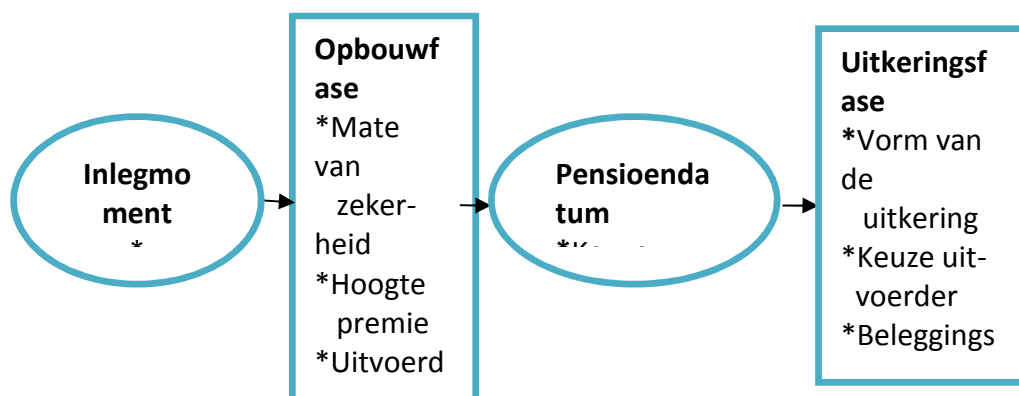 Inlegmo
ment
*
Opbouwf
ase
*Mate
van
zeker-
heid
*Hoogte
premie
*Uitvoerd
Pensioenda
tum
Uitkeringsf
ase
*Vorm van
de
uitkering
*Keuze uit-
voerder
*Beleggings